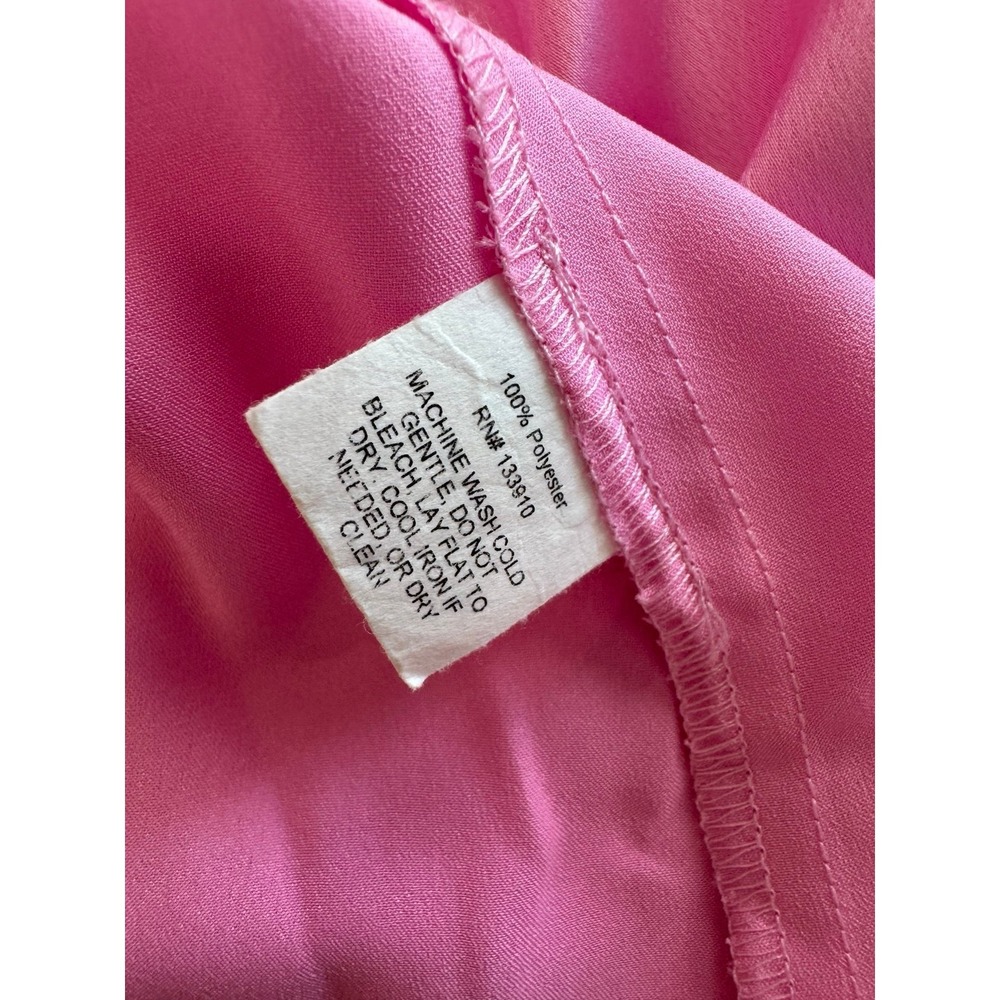 100% Polyester
RN# 133910
MACHINE WASH COLD
GENTLE, DO NOT
BLEACH, LAY FLAT TO
DRY, COOL IRON IF
NEEDED, OR DRY
CLEAN